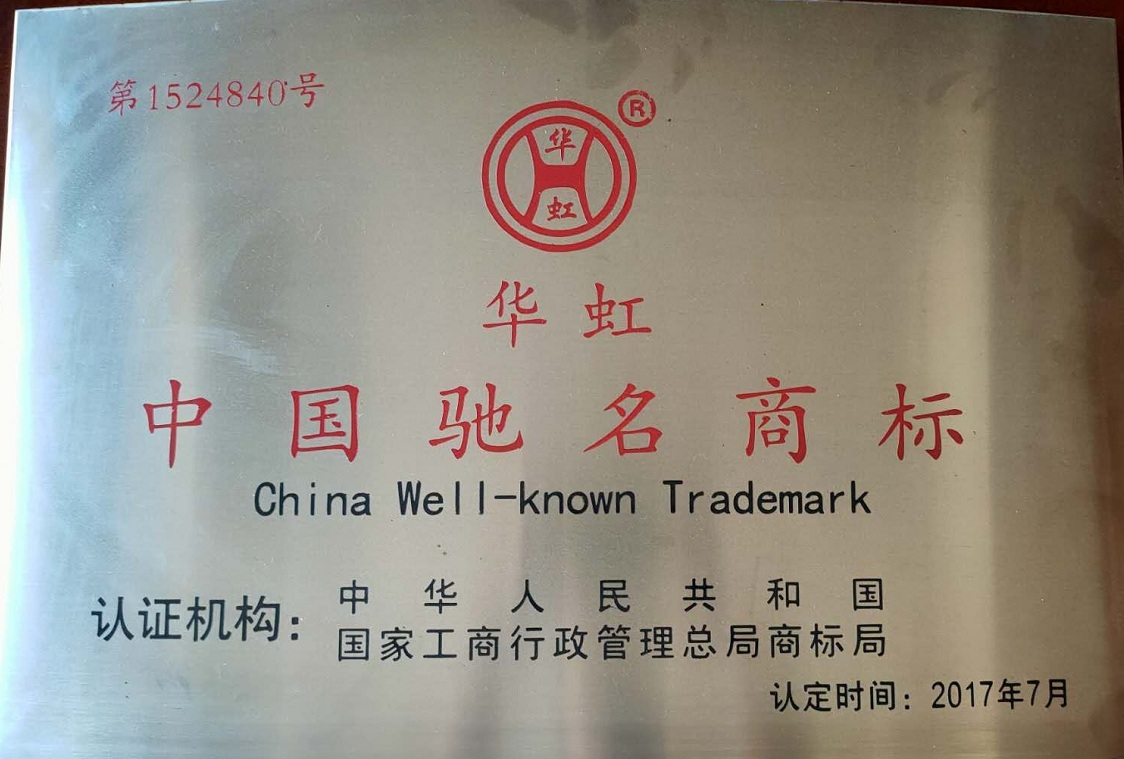 第1524840号
®
华
虹
华虹
中国驰名商标
China Well-known Trademark
认证机构：
中华人民共和国
国家工商行政管理总局商标局
认定时间：2017年7月